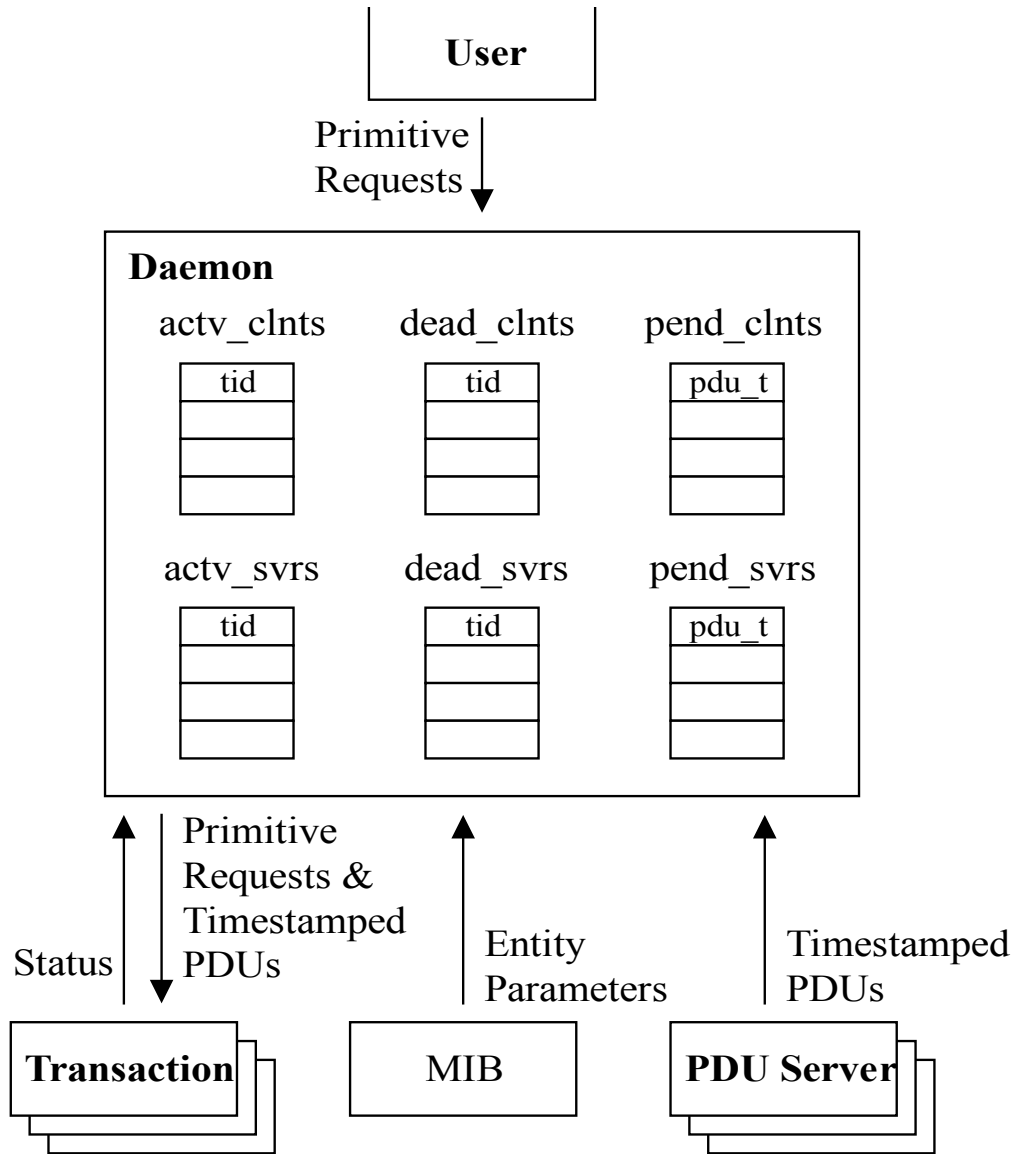 User
Primitive
Requests
Daemon
actv_clnts dead_clnts pend_clnts
tid tid pdu_t
actv_svrs dead_svrs pend_svrs
tid tid pdu_t
Primitive
Requests &
Timestamped
PDUs
Status
Entity
Parameters
Timestamped
PDUs
Transaction MIB PDU Server